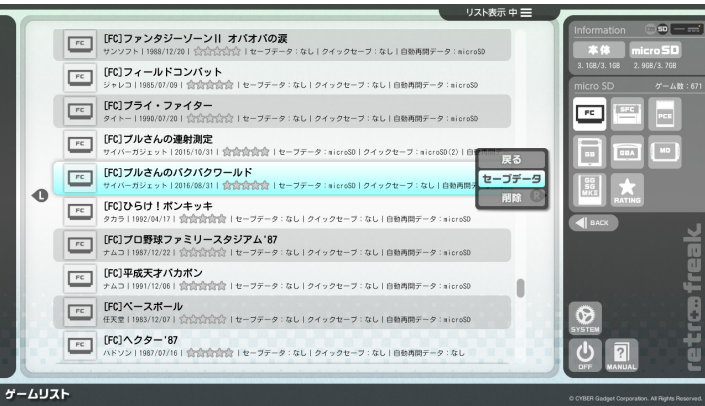 リスト表示 中
[FC]ファンタジーゾーンII オパオパの涙
サンソフト | 1988/12/20 | ☆☆☆☆☆ | セーブデータ：なし | クイックセーブ：なし | 自動再開データ：microSD
[FC]フィールドコンバット
ジャレコ | 1985/07/09 | ☆☆☆☆☆ | セーブデータ：なし | クイックセーブ：なし | 自動再開データ：microSD
[FC]ブライ・ファイター
タイトー | 1990/07/20 | ☆☆☆☆☆ | セーブデータ：なし | クイックセーブ：なし | 自動再開データ：microSD
[FC]ブルさんの連射測定
サイバーガジェット | 2015/10/31 | ☆☆☆☆☆ | セーブデータ：microSD | クイックセーブ：microSD(2) | 自動
[FC]ブルさんのバクバクワールド
サイバーガジェット | 2016/08/31 | ☆☆☆☆☆ | セーブデータ：microSD | クイックセーブ：なし | 自動再開デ
戻る
セーブデータ
削除
[FC]ひらけ！ポンキッキ
タカラ | 1992/04/17 | ☆☆☆☆☆ | セーブデータ：なし | クイックセーブ：なし | 自動再開データ：microSD
[FC]プロ野球ファミリースタジアム'87
ナムコ | 1987/12/22 | ☆☆☆☆☆ | セーブデータ：なし | クイックセーブ：なし | 自動再開データ：microSD
[FC]平成天才バカボン
ナムコ | 1991/12/06 | ☆☆☆☆☆ | セーブデータ：なし | クイックセーブ：なし | 自動再開データ：microSD
[FC]ベースボール
任天堂 | 1983/12/07 | ☆☆☆☆☆ | セーブデータ：なし | クイックセーブ：なし | 自動再開データ：microSD
[FC]ヘクター'87
ハドソン | 1987/07/16 | ☆☆☆☆☆ | セーブデータ：なし | クイックセーブ：なし | 自動再開データ：なし
FC
FC
FC
FC
FC
FC
FC
FC
FC
FC
L
R
Information
SD
本体 microSD
3.1GB/3.1GB 2.9GB/3.7GB
micro SD ゲーム数：671
FC SFC PCE
GB GBA MD
GG SG MKIII
RATING
BACK
retro freak
SYSTEM
OFF MANUAL
ゲームリスト
© CYBER Gadget Corporation. All Rights Reserved.